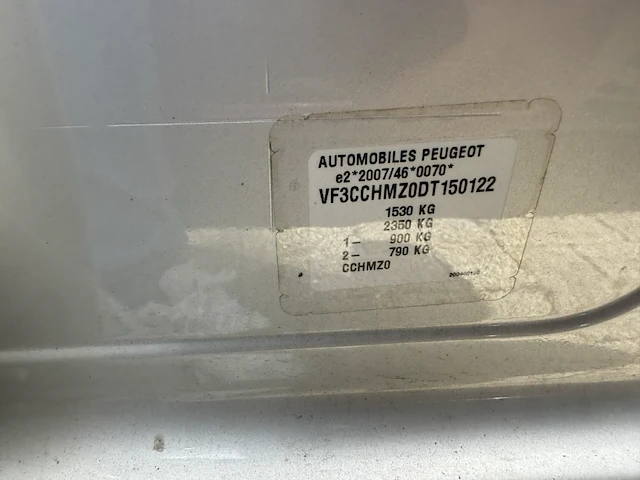 AUTOMOBILES PEUGEOT
e2*2007/46*0070*
VF3CCHMZ0DT150122
1530 KG
2350 KG
1- 900 KG
2- 790 KG
CCHMZ0